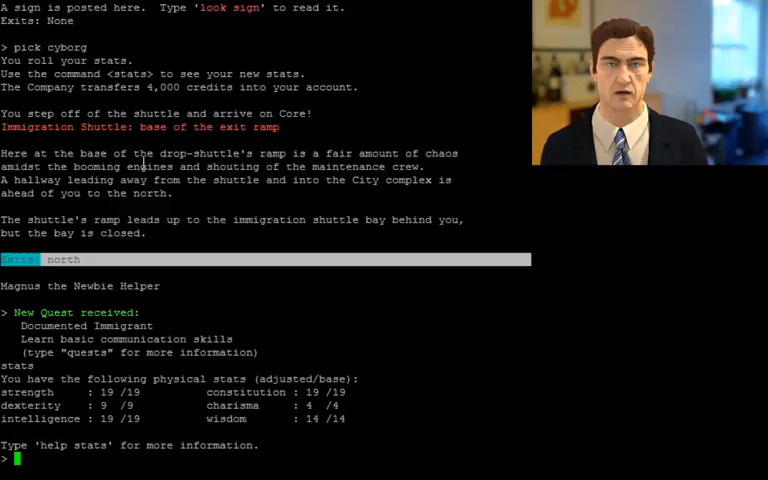 A sign is posted here.  Type 'look sign' to read it.
Exits: None
> pick cyborg
You roll your stats.
Use the command <stats> to see your new stats.
The Company transfers 4,000 credits into your account.
You step off of the shuttle and arrive on Core!
Immigration Shuttle: base of the exit ramp
Here at the base of the drop-shuttle's ramp is a fair amount of chaos
amidst the booming engines and shouting of the maintenance crew.
A hallway leading away from the shuttle and into the City complex is
ahead of you to the north.
The shuttle's ramp leads up to the immigration shuttle bay behind you,
but the bay is closed.
Exits: north
Magnus the Newbie Helper
> New Quest received:
Documented Immigrant
Learn basic communication skills
(type "quests" for more information)
stats
You have the following physical stats (adjusted/base):
strength     : 19 /19          constitution : 19 /19
dexterity    : 9  /9           charisma     : 4  /4
intelligence : 19 /19          wisdom       : 14 /14
Type 'help stats' for more information.
>